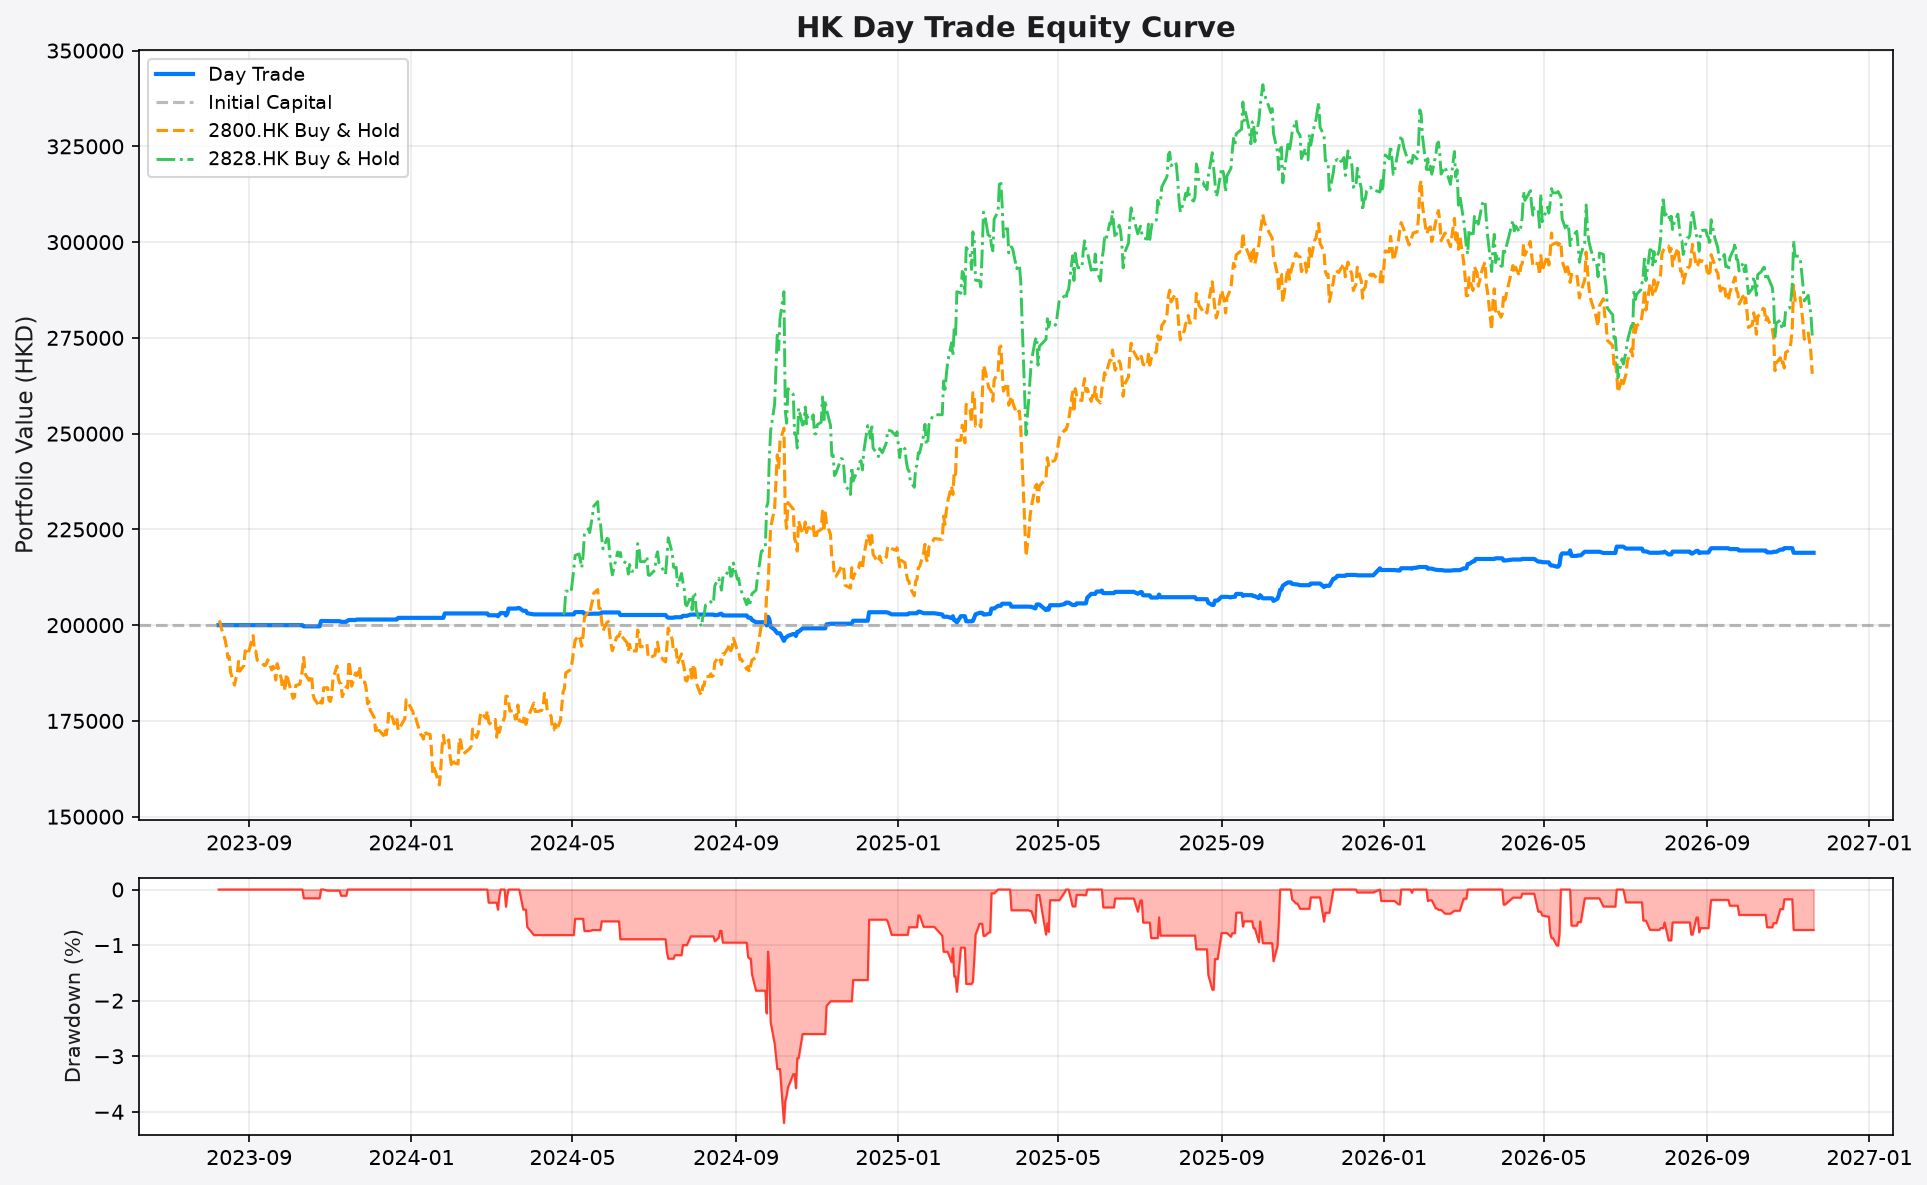 HK Day Trade Equity Curve
350000
325000
300000
275000
250000
225000
200000
175000
150000
Portfolio Value (HKD)
Day Trade
Initial Capital
2800.HK Buy & Hold
2828.HK Buy & Hold
2023-09 2024-01 2024-05 2024-09 2025-01 2025-05 2025-09 2026-01 2026-05 2026-09 2027-01
0
−1
−2
−3
−4
Drawdown (%)
2023-09 2024-01 2024-05 2024-09 2025-01 2025-05 2025-09 2026-01 2026-05 2026-09 2027-01